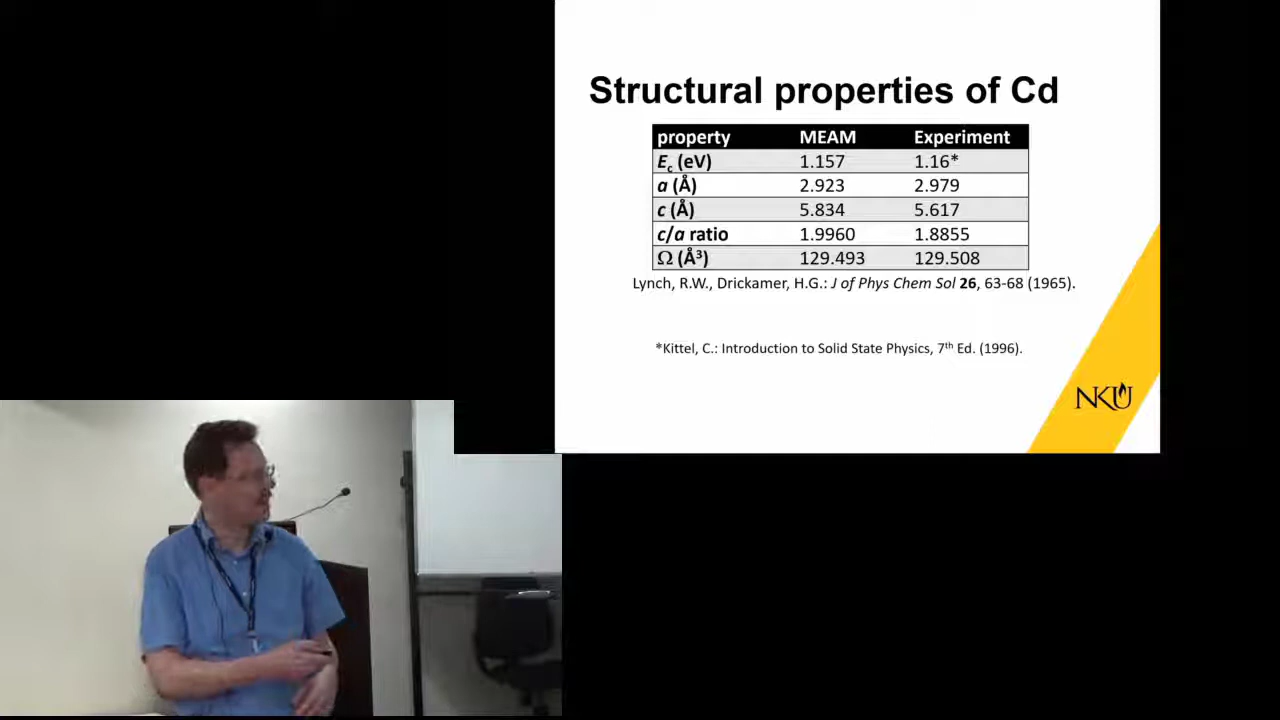 Structural properties of Cd
property MEAM Experiment
Ec (eV) 1.157 1.16*
a (Å) 2.923 2.979
c (Å) 5.834 5.617
c/a ratio 1.9960 1.8855
Ω (Å³) 129.493 129.508
Lynch, R.W., Drickamer, H.G.: J of Phys Chem Sol 26, 63-68 (1965).
*Kittel, C.: Introduction to Solid State Physics, 7th Ed. (1996).
NKU